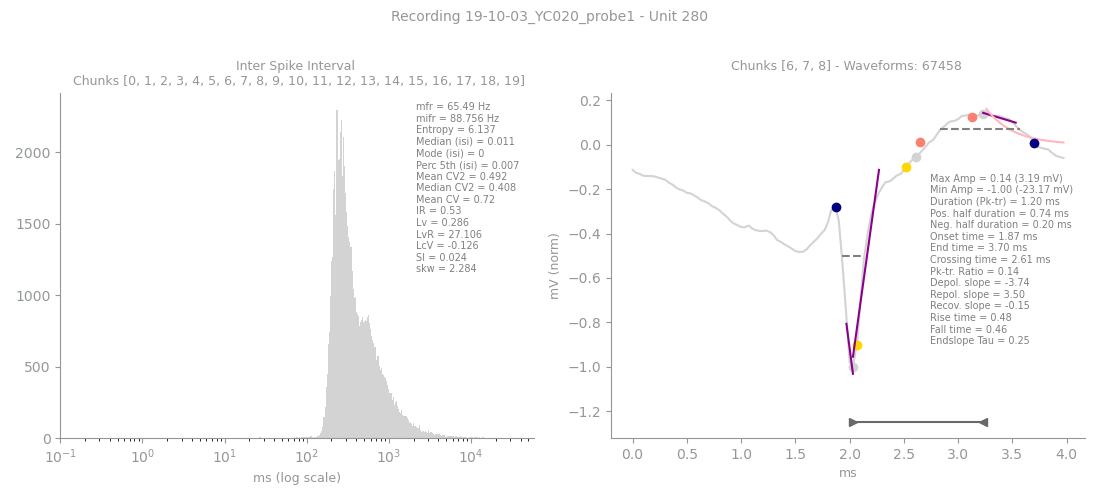 Recording 19-10-03_YC020_probe1 - Unit 280
Inter Spike Interval
Chunks [0, 1, 2, 3, 4, 5, 6, 7, 8, 9, 10, 11, 12, 13, 14, 15, 16, 17, 18, 19]
mfr = 65.49 Hz
mifr = 88.756 Hz
Entropy = 6.137
Median (isi) = 0.011
Mode (isi) = 0
Perc 5th (isi) = 0.007
Mean CV2 = 0.492
Median CV2 = 0.408
Mean CV = 0.72
IR = 0.53
Lv = 0.286
LvR = 27.106
LcV = -0.126
SI = 0.024
skw = 2.284
2000
1500
1000
500
0
10⁻¹ 10⁰ 10¹ 10² 10³ 10⁴
ms (log scale)
Chunks [6, 7, 8] - Waveforms: 67458
mV (norm)
0.2
0.0
−0.2
−0.4
−0.6
−0.8
−1.0
−1.2
Max Amp = 0.14 (3.19 mV)
Min Amp = -1.00 (-23.17 mV)
Duration (Pk-tr) = 1.20 ms
Pos. half duration = 0.74 ms
Neg. half duration = 0.20 ms
Onset time = 1.87 ms
End time = 3.70 ms
Crossing time = 2.61 ms
Pk-tr. Ratio = 0.14
Depol. slope = -3.74
Repol. slope = 3.50
Recov. slope = -0.15
Rise time = 0.48
Fall time = 0.46
Endslope Tau = 0.25
0.0 0.5 1.0 1.5 2.0 2.5 3.0 3.5 4.0
ms